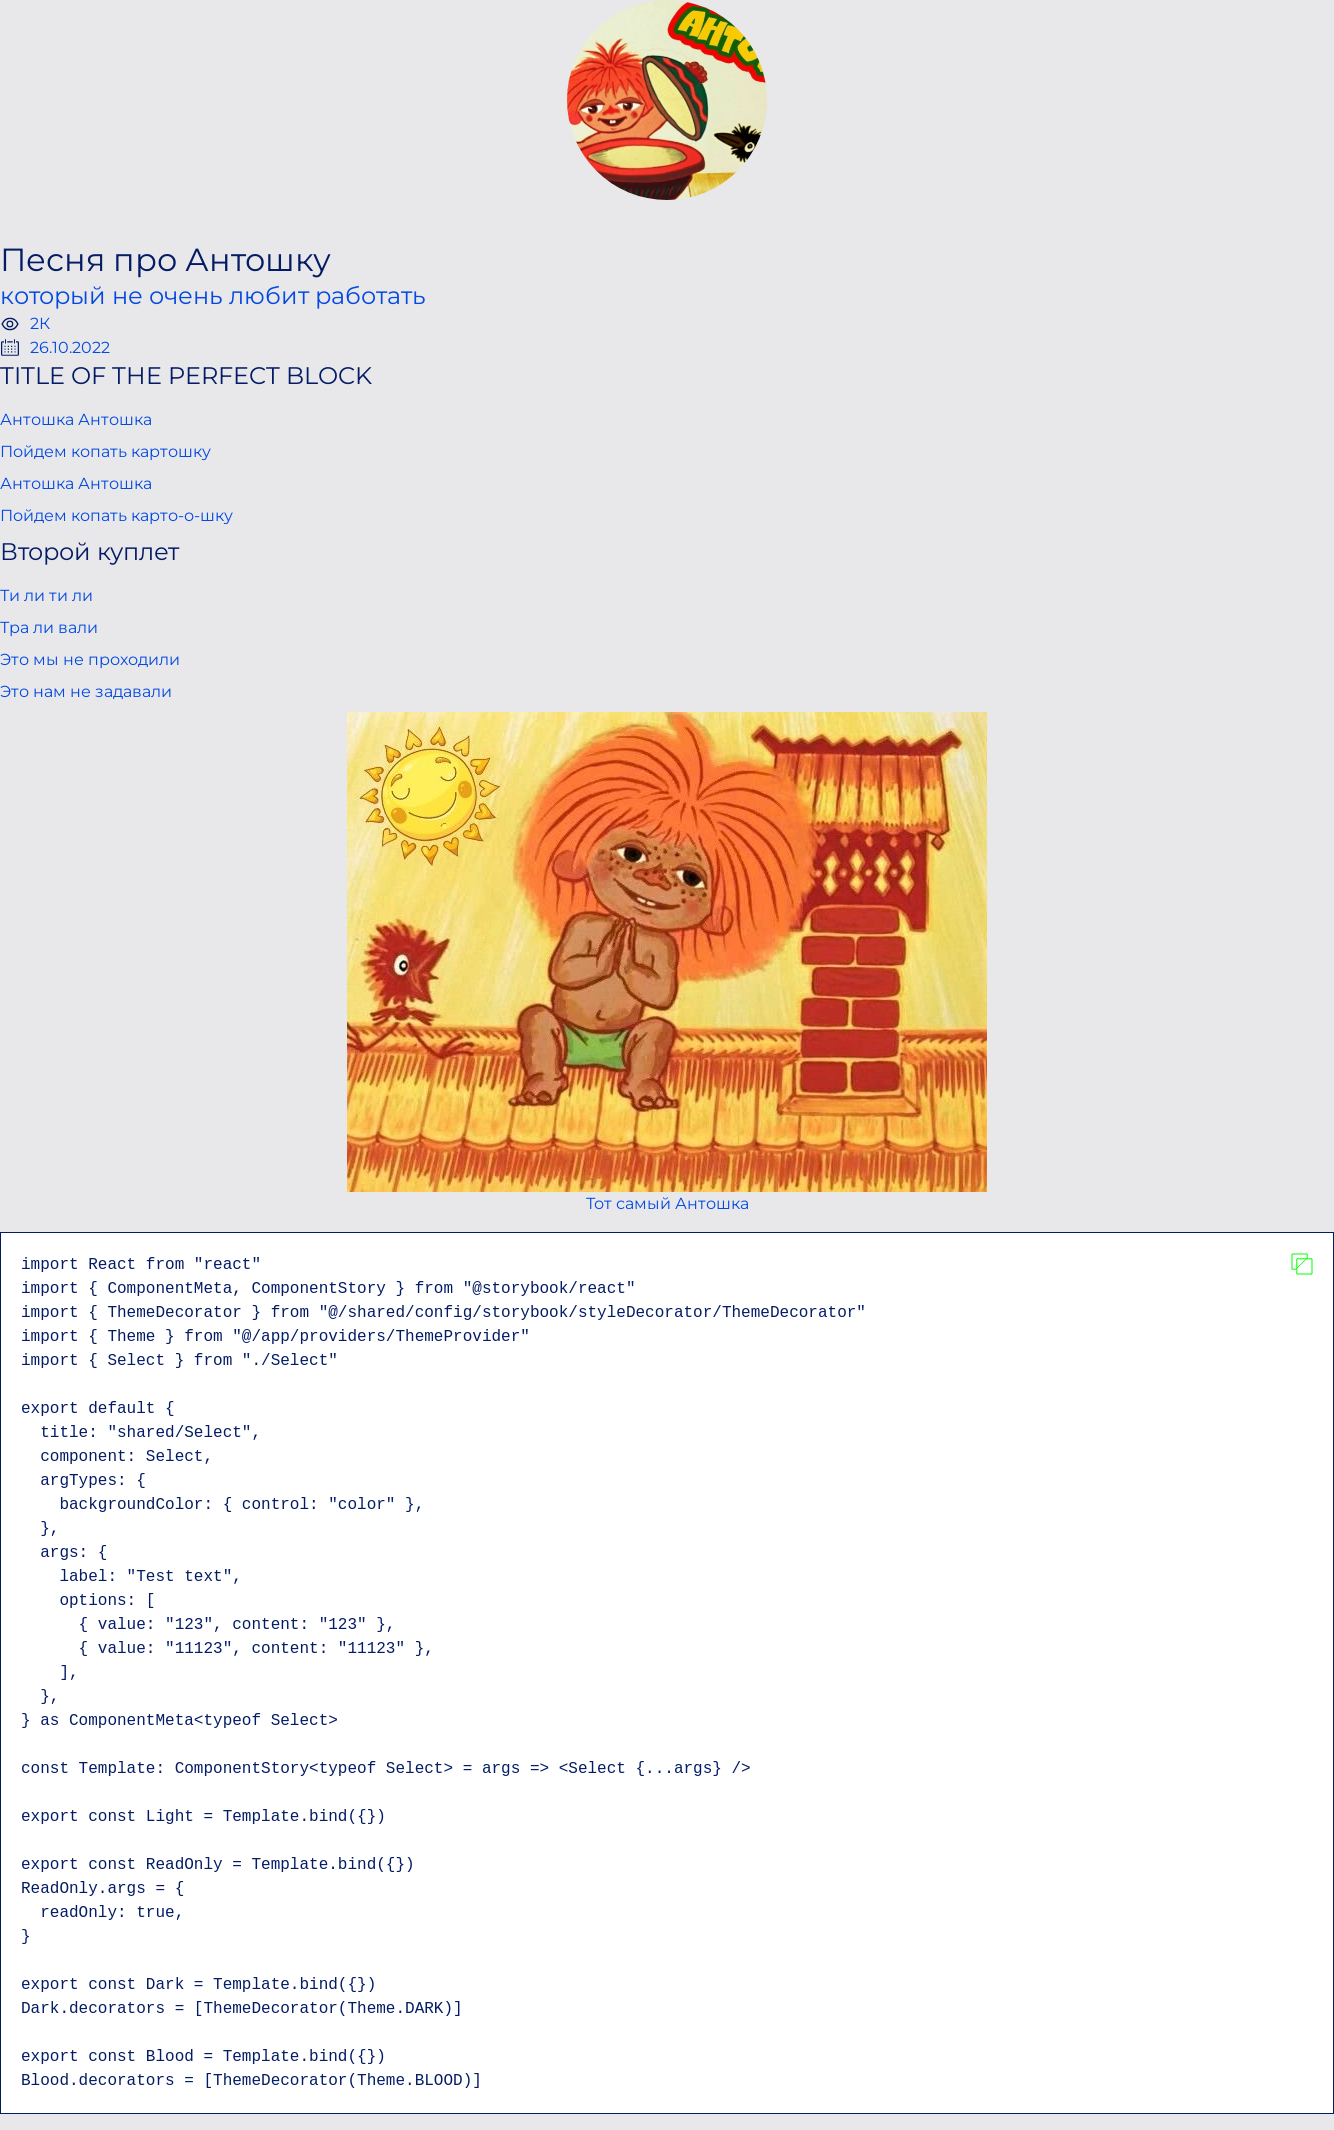 АНТО
Песня про Антошку
который не очень любит работать
2К
26.10.2022
TITLE OF THE PERFECT BLOCK
Антошка Антошка
Пойдем копать картошку
Антошка Антошка
Пойдем копать карто-о-шку
Второй куплет
Ти ли ти ли
Тра ли вали
Это мы не проходили
Это нам не задавали
Тот самый Антошка
import React from "react"
import { ComponentMeta, ComponentStory } from "@storybook/react"
import { ThemeDecorator } from "@/shared/config/storybook/styleDecorator/ThemeDecorator"
import { Theme } from "@/app/providers/ThemeProvider"
import { Select } from "./Select"

export default {
  title: "shared/Select",
  component: Select,
  argTypes: {
    backgroundColor: { control: "color" },
  },
  args: {
    label: "Test text",
    options: [
      { value: "123", content: "123" },
      { value: "11123", content: "11123" },
    ],
  },
} as ComponentMeta<typeof Select>

const Template: ComponentStory<typeof Select> = args => <Select {...args} />

export const Light = Template.bind({})

export const ReadOnly = Template.bind({})
ReadOnly.args = {
  readOnly: true,
}

export const Dark = Template.bind({})
Dark.decorators = [ThemeDecorator(Theme.DARK)]

export const Blood = Template.bind({})
Blood.decorators = [ThemeDecorator(Theme.BLOOD)]